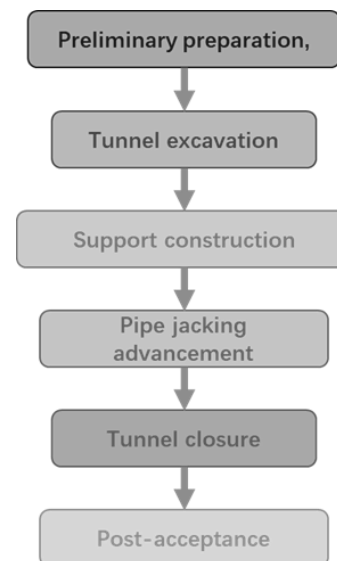 Preliminary preparation,
Tunnel excavation
Support construction
Pipe jacking
advancement
Tunnel closure
Post-acceptance